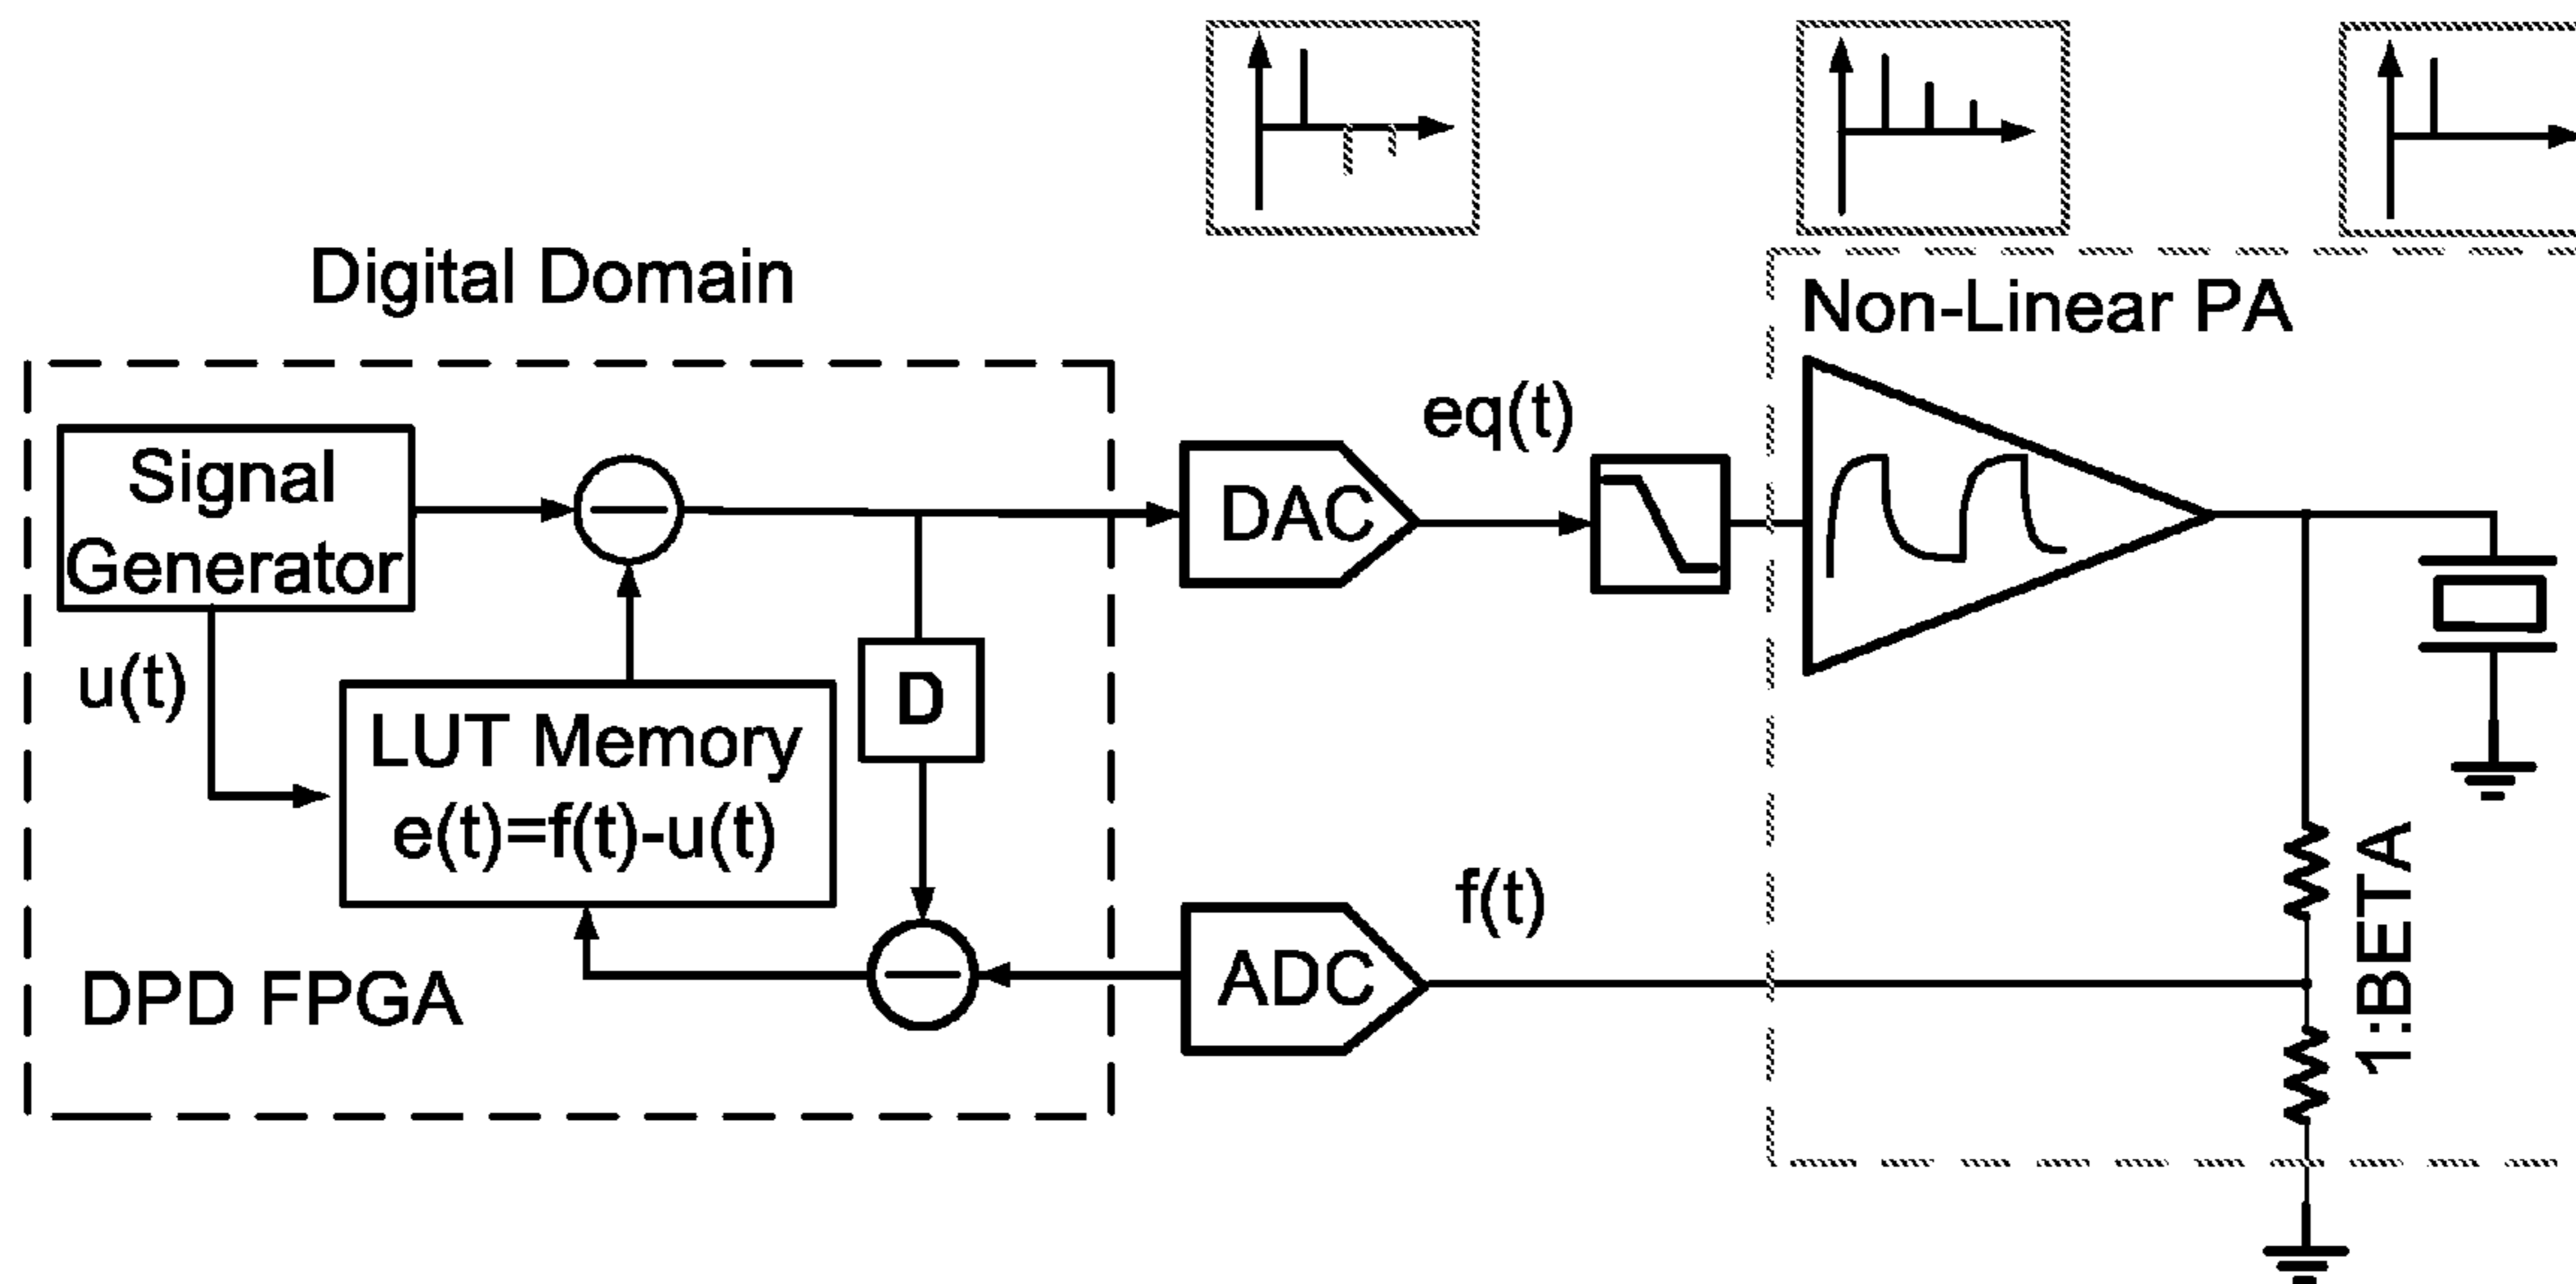 Digital Domain
Non-Linear PA
Signal
Generator
u(t)
LUT Memory
e(t)=f(t)-u(t)
D
DPD FPGA
DAC
eq(t)
ADC
f(t)
1:BETA